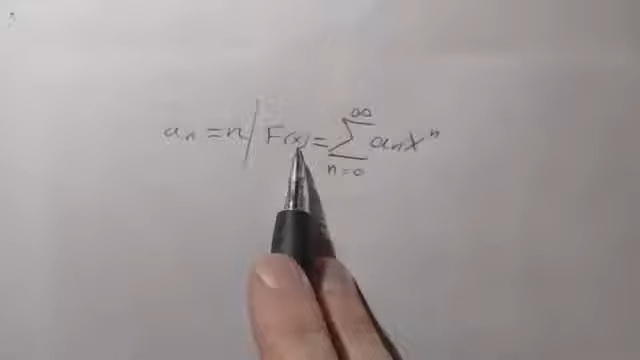 aₙ = n / F(x) = ∑_{n=0}^{∞} aₙxⁿ